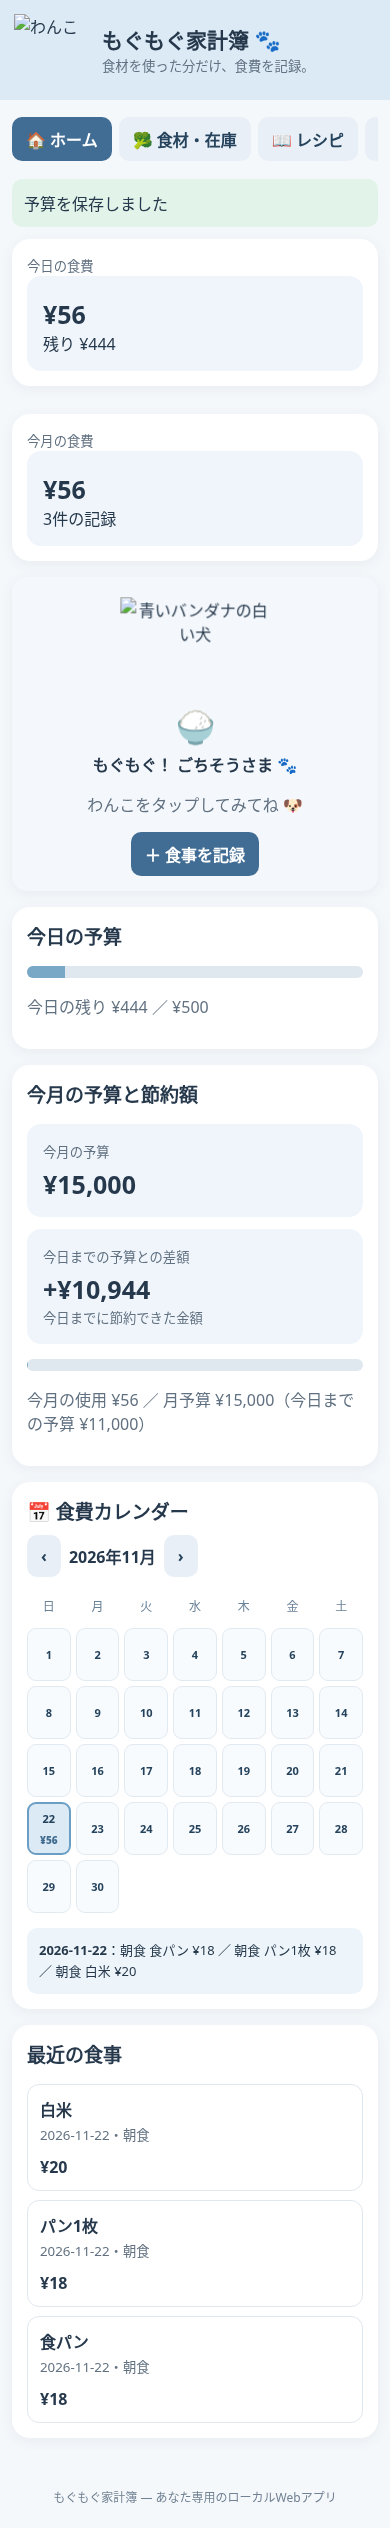 わんこ
もぐもぐ家計簿 🐾
食材を使った分だけ、食費を記録。
🏠 ホーム 🥦 食材・在庫 📖 レシピ
予算を保存しました
今日の食費
¥56
残り ¥444
今月の食費
¥56
3件の記録
青いバンダナの白
い犬
もぐもぐ！ ごちそうさま 🐾
わんこをタップしてみてね 🐶
＋ 食事を記録
今日の予算
今日の残り ¥444 ／ ¥500
今月の予算と節約額
今月の予算
¥15,000
今日までの予算との差額
+¥10,944
今日までに節約できた金額
今月の使用 ¥56 ／ 月予算 ¥15,000（今日まで
の予算 ¥11,000）
📅 食費カレンダー
‹ 2026年11月 ›
日 月 火 水 木 金 土
1 2 3 4 5 6 7
8 9 10 11 12 13 14
15 16 17 18 19 20 21
22 23 24 25 26 27 28
¥56
29 30
2026-11-22：朝食 食パン ¥18 ／ 朝食 パン1枚 ¥18
／ 朝食 白米 ¥20
最近の食事
白米
2026-11-22・朝食
¥20
パン1枚
2026-11-22・朝食
¥18
食パン
2026-11-22・朝食
¥18
もぐもぐ家計簿 — あなた専用のローカルWebアプリ